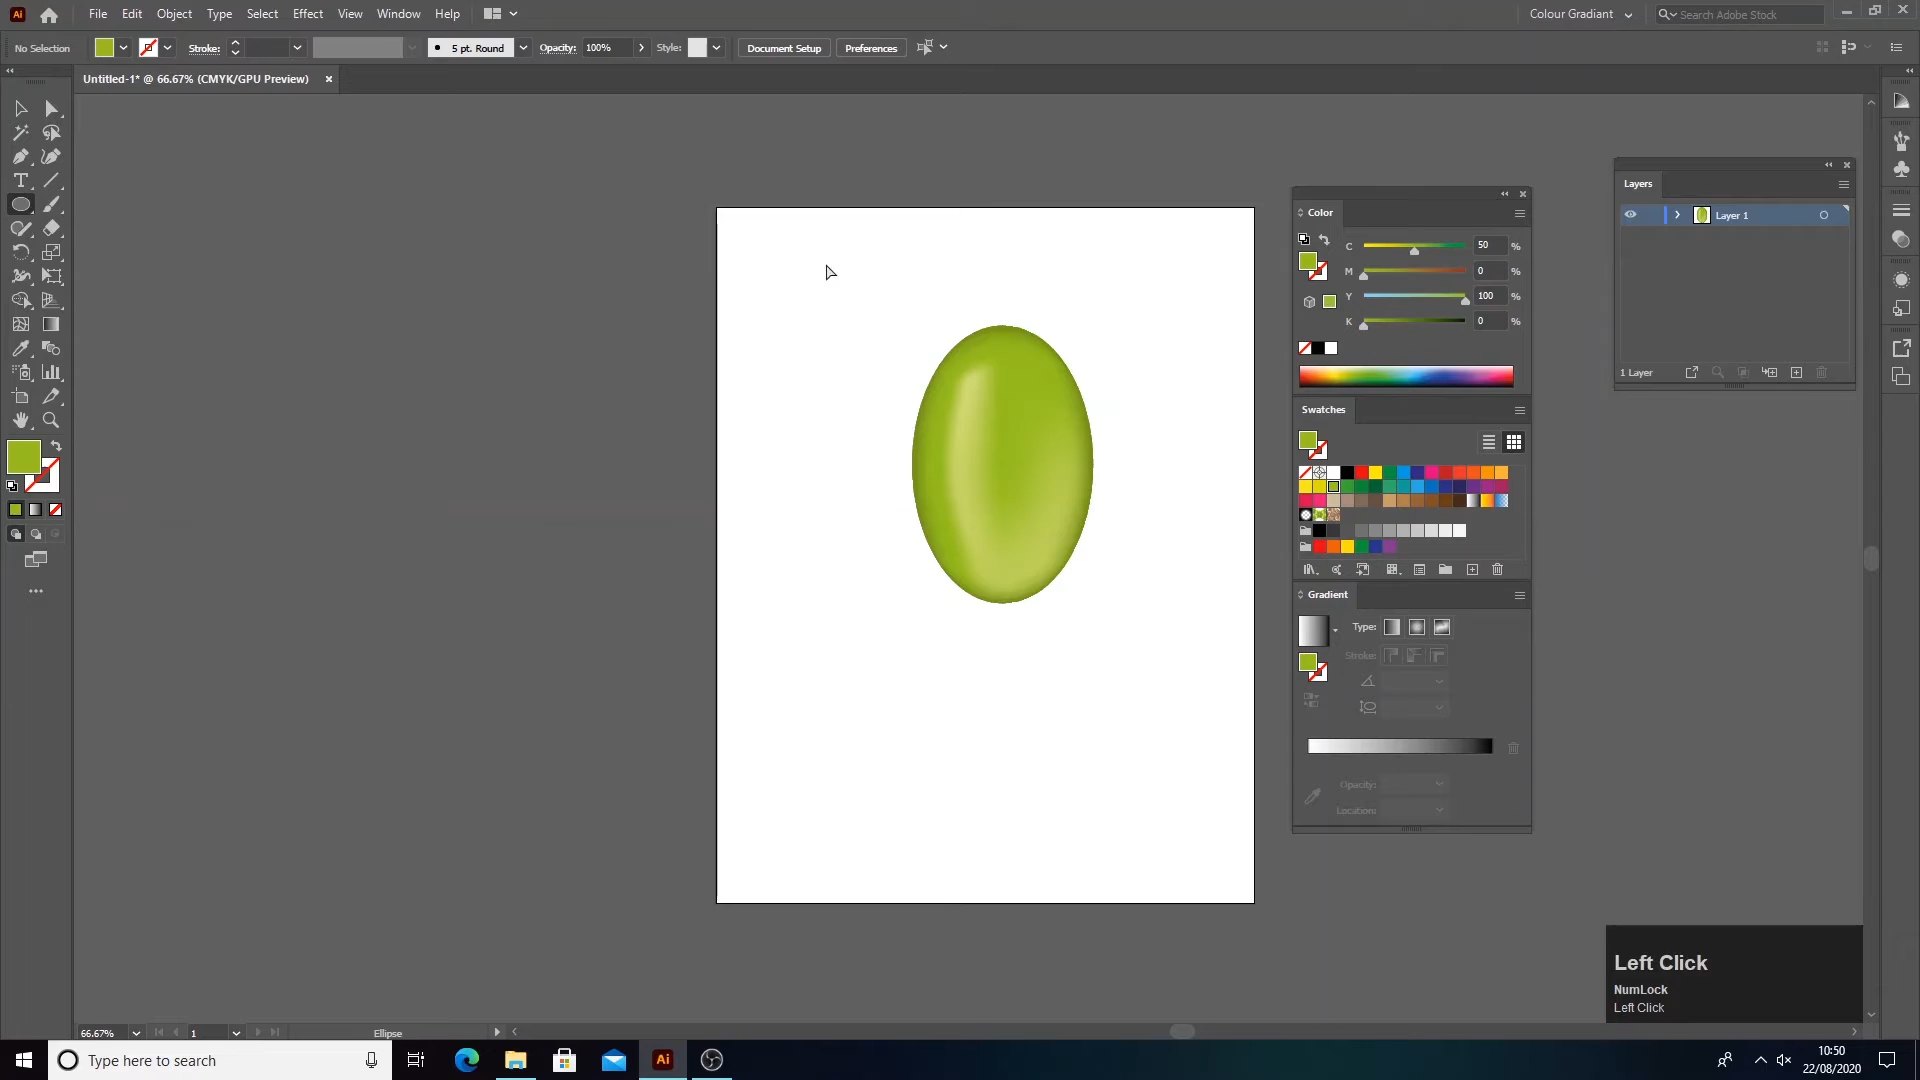 Ai File Edit Object Type Select Effect View Window Help Colour Gradient Search Adobe Stock
No Selection Stroke: 5 pt. Round Opacity: 100% Style: Document Setup Preferences
Untitled-1* @ 66.67% (CMYK/GPU Preview) ×
Layers
Layer 1
1 Layer
Color
C 50 %
M 0 %
Y 100 %
K 0 %
Swatches
Gradient
Type:
Stroke:
Opacity:
Location:
Left Click
NumLock
Left Click
66.67% 1 Ellipse
Type here to search
Ai
10:50
22/08/2020